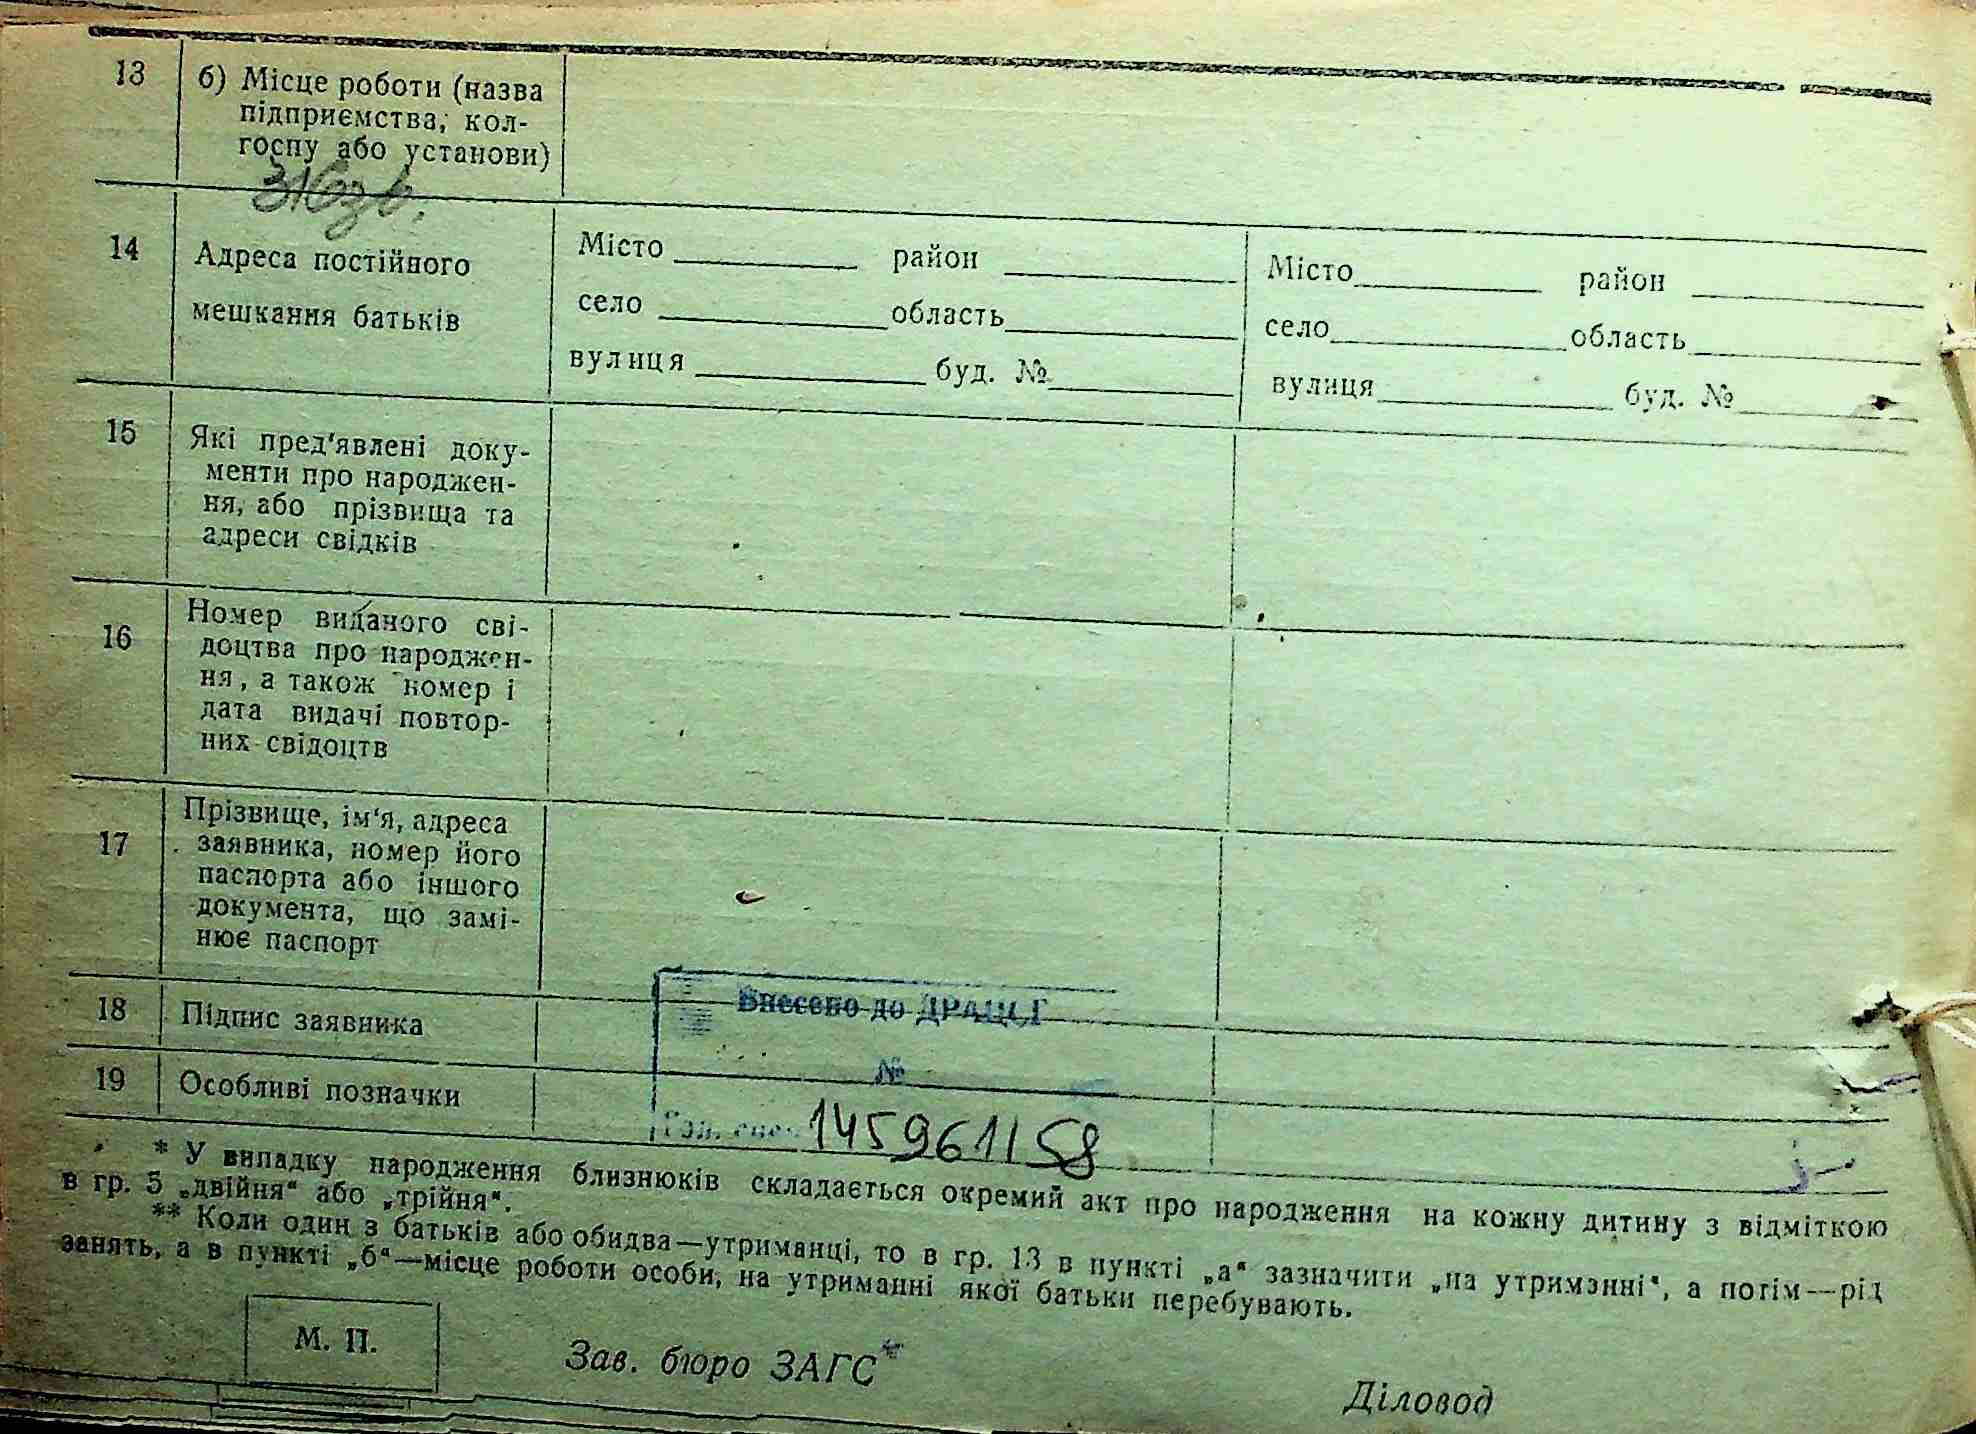 13 б) Місце роботи (назва
підприємства, кол-
госпу або установи)
14 Адреса постійного
мешкання батьків
Місто район
село область
вулиця буд. №
Місто район
село область
вулиця буд. №
15 Які пред'явлені доку-
менти про народжен-
ня, або прізвища та
адреси свідків
16 Номер виданого сві-
доцтва про народжен-
ня, а також номер і
дата видачі повтор-
них свідоцтв
17 Прізвище, ім'я, адреса
заявника, номер його
паспорта або іншого
документа, що замі-
нює паспорт
18 Підпис заявника
Внесено до ДРАЦСГ
№
19 Особливі позначки
145961158
* У випадку народження близнюків складається окремий акт про народження на кожну дитину з відміткою
в гр. 5 „двійня“ або „трійня“.
** Коли один з батьків або обидва—утриманці, то в гр. 13 в пункті „а“ зазначити „на утриманні“, а потім—рід
занять, а в пункті „б“—місце роботи особи, на утриманні якої батьки перебувають.
М. П.
Зав. бюро ЗАГС
Діловод